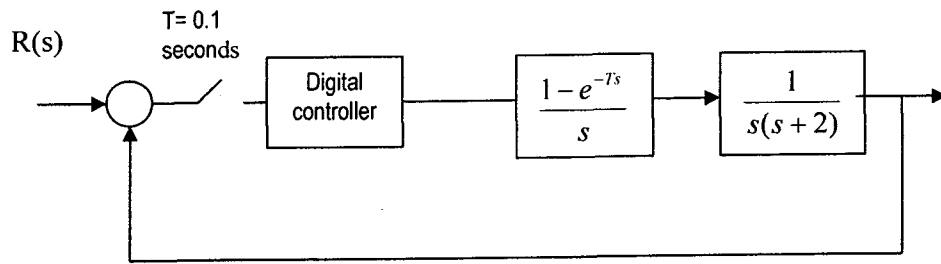 T= 0.1
seconds
R(s)
Digital
controller
1 − e^{−Ts}
s
1
s(s + 2)